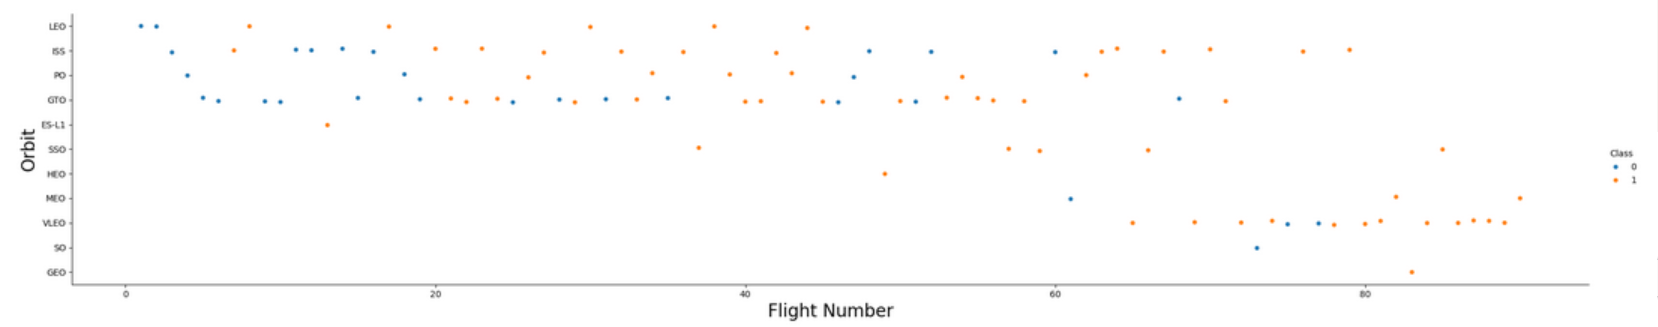 LEO
ISS
PO
GTO
ES-L1
SSO
HEO
MEO
VLEO
SO
GEO
Orbit
0 20 40 60 80
Flight Number
Class
0
1